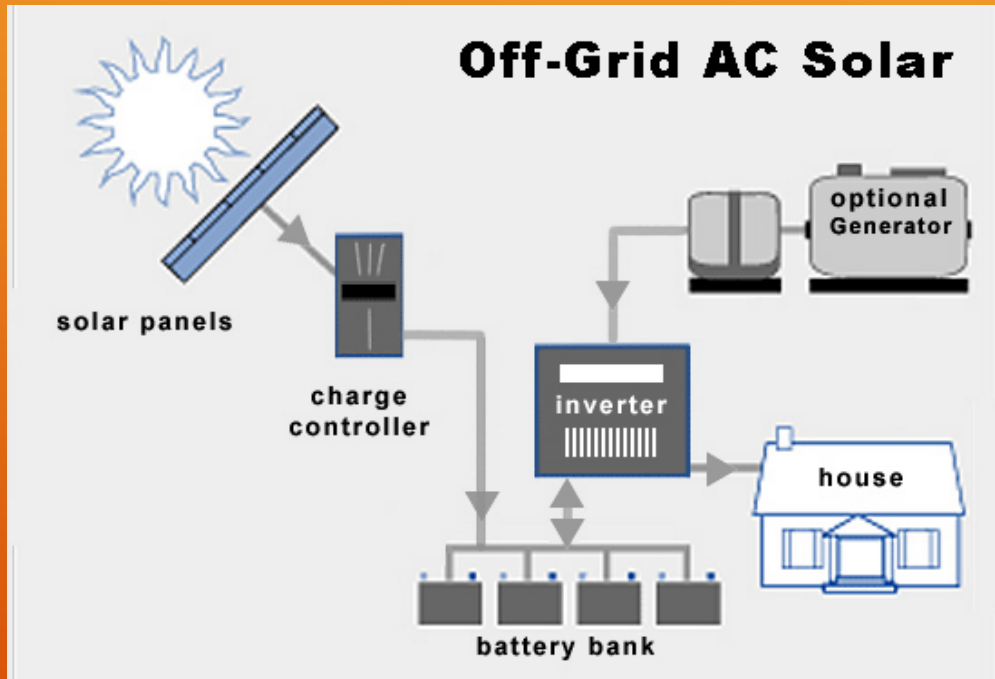 Off-Grid AC Solar
optional
Generator
solar panels
charge
controller
inverter
house
battery bank